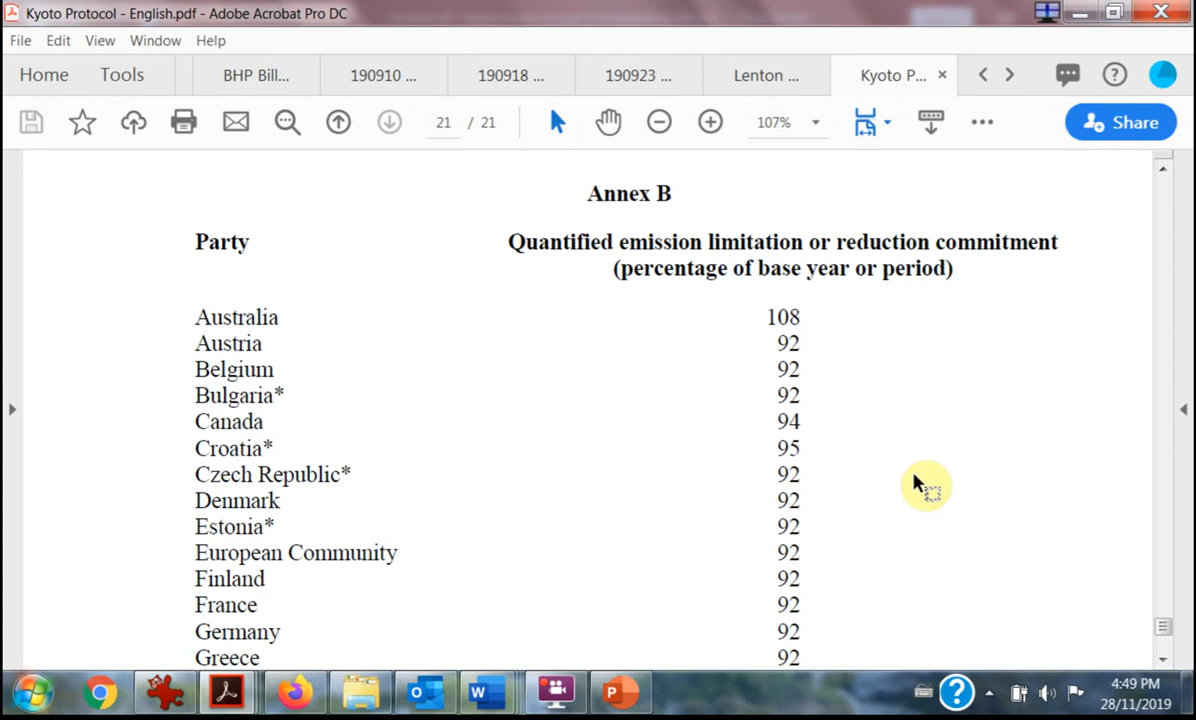 Kyoto Protocol - English.pdf - Adobe Acrobat Pro DC
File Edit View Window Help
Home Tools BHP Bill... 190910 ... 190918 ... 190923 ... Lenton ... Kyoto P... ×
21 / 21 107% Share
Annex B
Party Quantified emission limitation or reduction commitment
(percentage of base year or period)
Australia 108
Austria 92
Belgium 92
Bulgaria* 92
Canada 94
Croatia* 95
Czech Republic* 92
Denmark 92
Estonia* 92
European Community 92
Finland 92
France 92
Germany 92
Greece 92
4:49 PM
28/11/2019